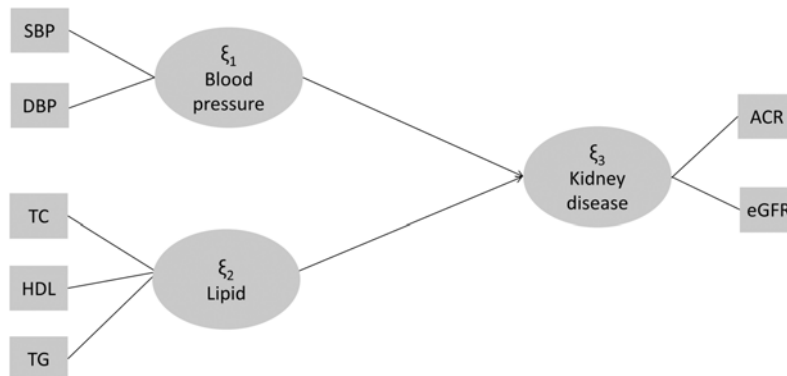 SBP
DBP
ξ₁
Blood
pressure
TC
HDL
TG
ξ₂
Lipid
ξ₃
Kidney
disease
ACR
eGFR